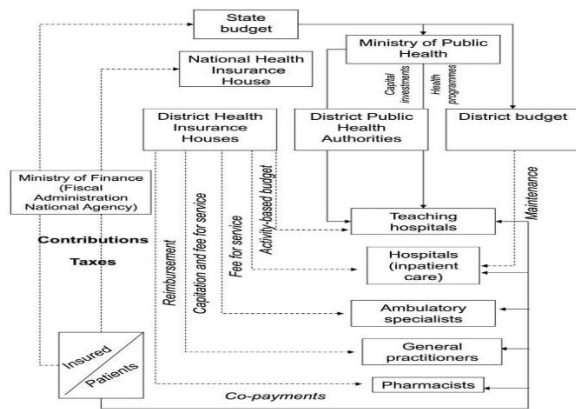 State
budget
Ministry of Public
Health
National Health
Insurance
House
Capital
investments
Health
programmes
District Health
Insurance
Houses
District Public
Health
Authorities
District budget
Ministry of Finance
(Fiscal
Administration
National Agency)
Contributions
Taxes
Reimbursement
Capitation and fee for service
Fee for service
Activity-based budget
Maintenance
Teaching
hospitals
Hospitals
(inpatient
care)
Ambulatory
specialists
General
practitioners
Pharmacists
Insured
Patients
Co-payments